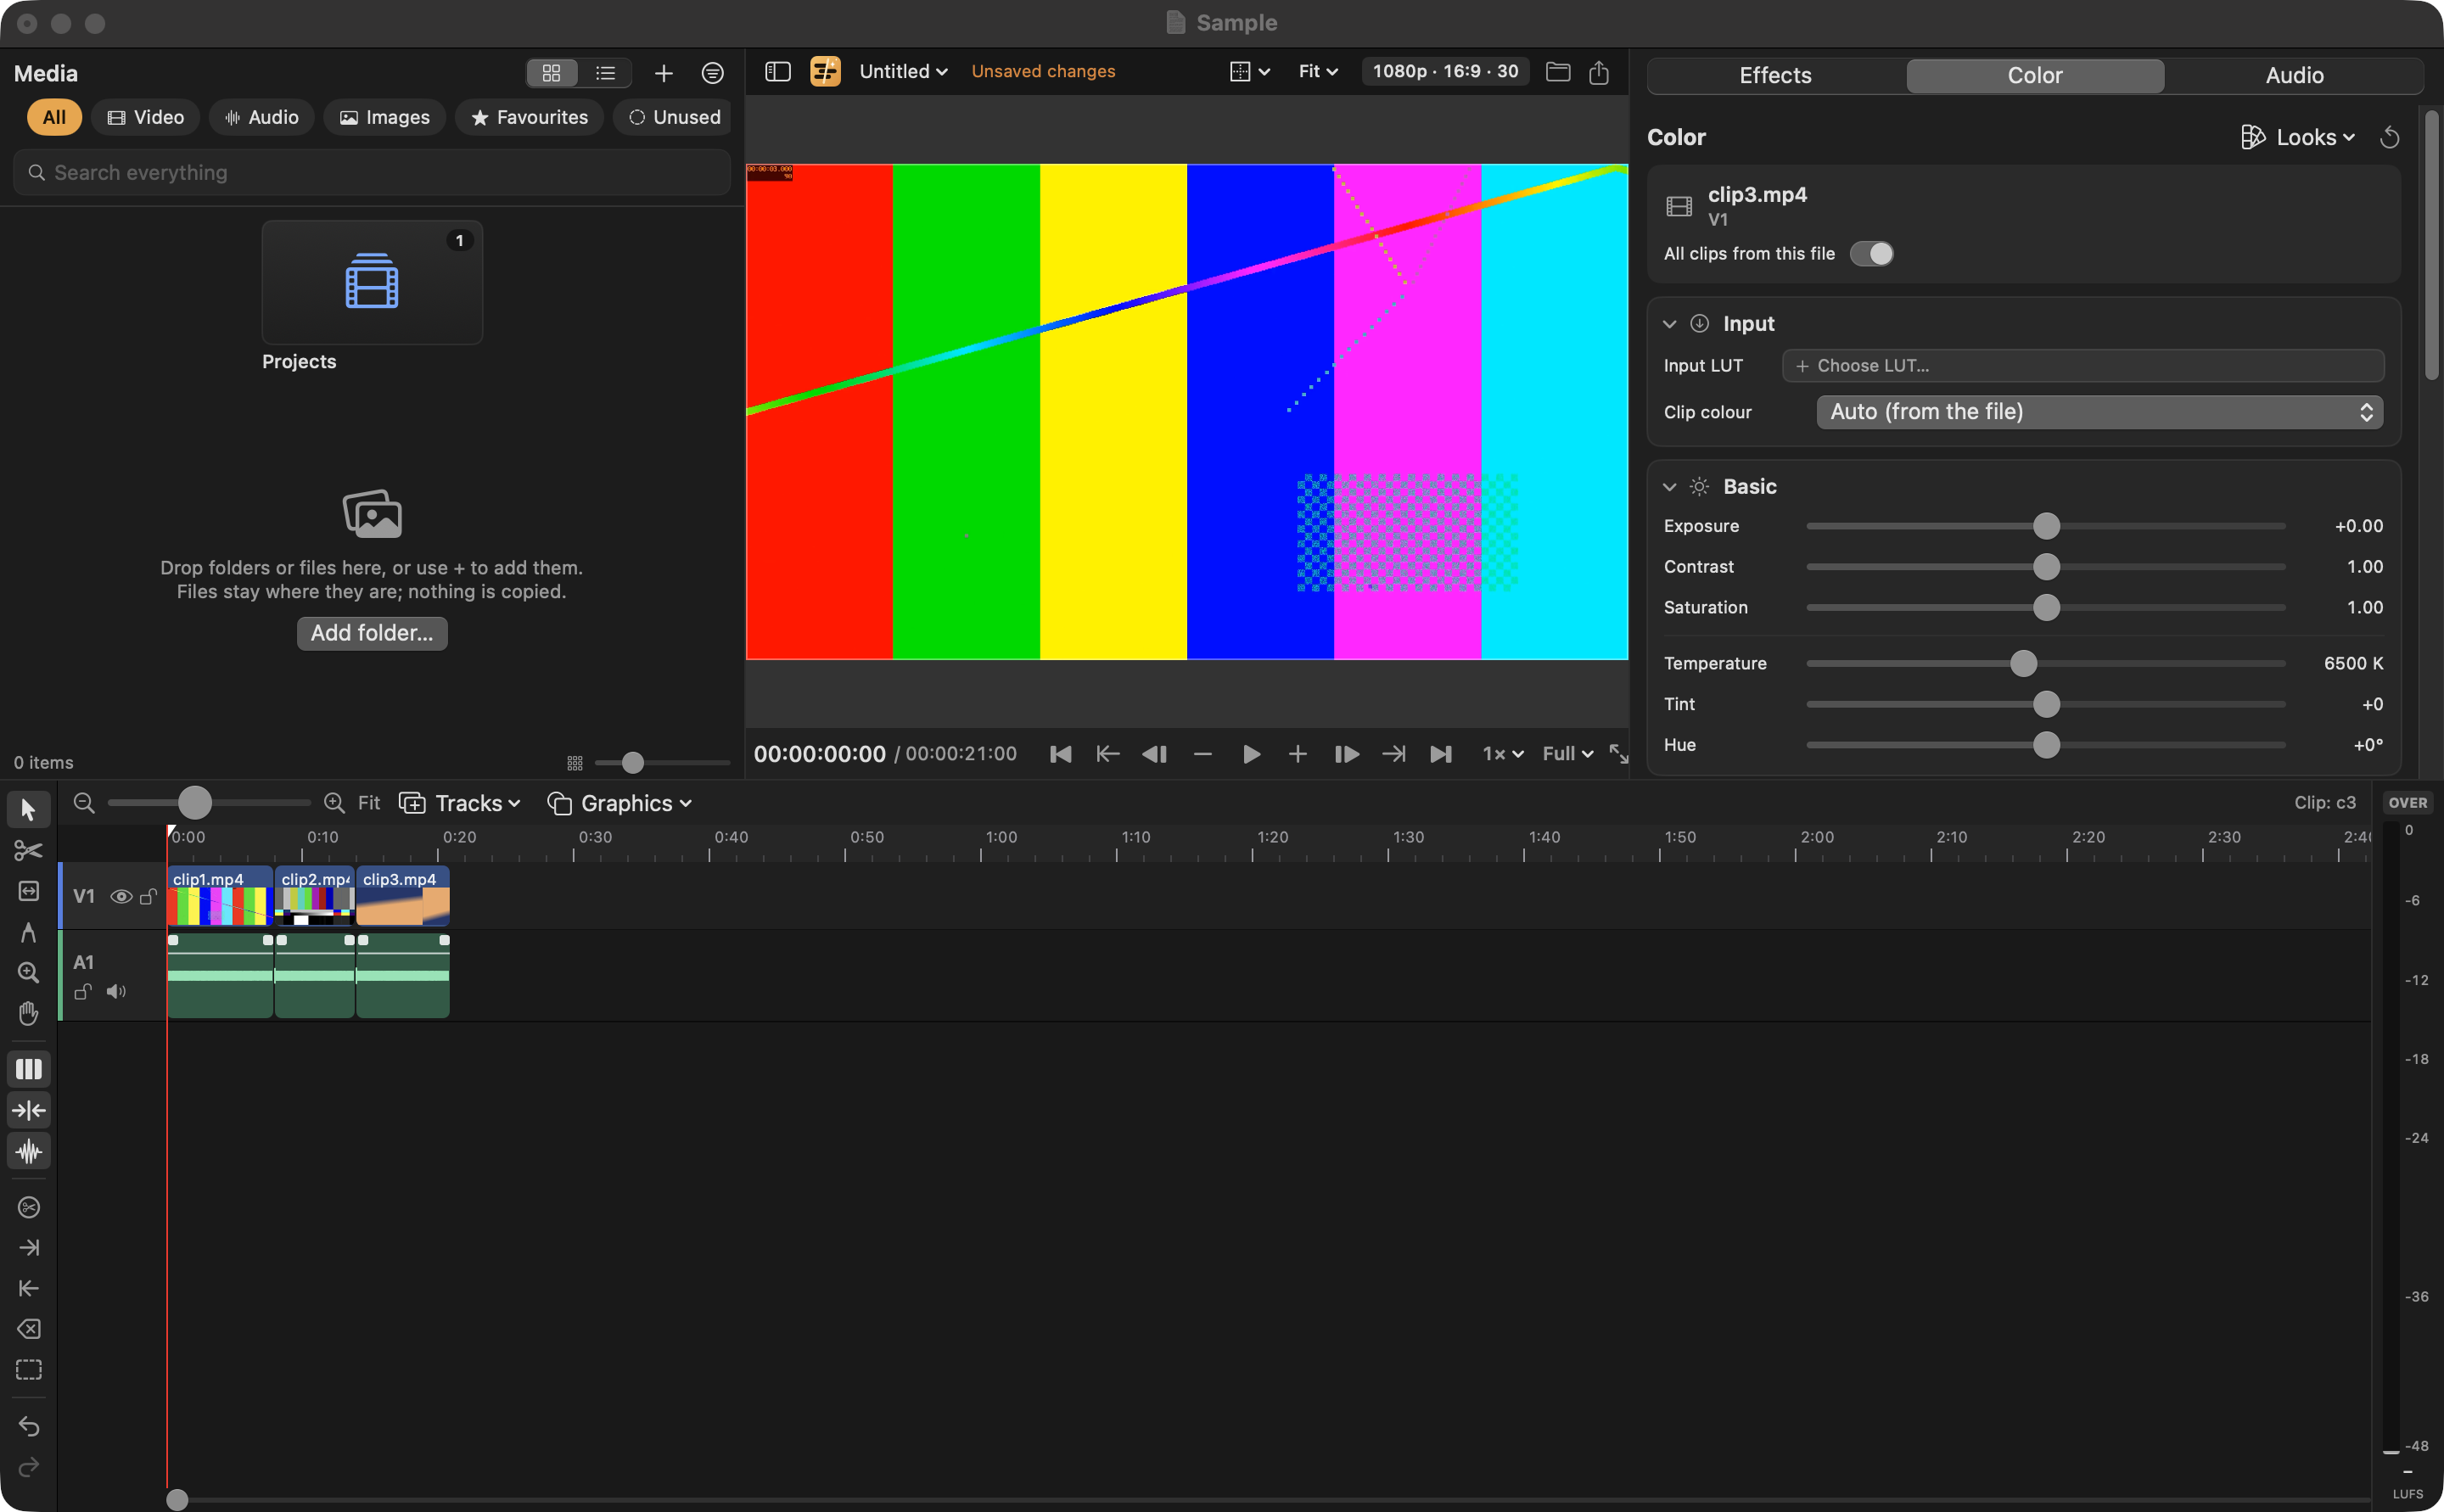 Sample
Media
All
Video
Audio
Images
Favourites
Unused
Search everything
1
Projects
Drop folders or files here, or use + to add them.
Files stay where they are; nothing is copied.
Add folder...
0 items
Untitled
Unsaved changes
Fit
1080p · 16:9 · 30
00:00:03.000
90
00:00:00:00 / 00:00:21:00
1×
Full
Effects
Color
Audio
Color
Looks
clip3.mp4
V1
All clips from this file
Input
Input LUT
+ Choose LUT...
Clip colour
Auto (from the file)
Basic
Exposure
+0.00
Contrast
1.00
Saturation
1.00
Temperature
6500 K
Tint
+0
Hue
+0°
Fit
Tracks
Graphics
Clip: c3
OVER
0:00
0:10
0:20
0:30
0:40
0:50
1:00
1:10
1:20
1:30
1:40
1:50
2:00
2:10
2:20
2:30
V1
clip1.mp4
clip2.mp4
clip3.mp4
A1
0
-6
-12
-18
-24
-36
-48
–
LUFS